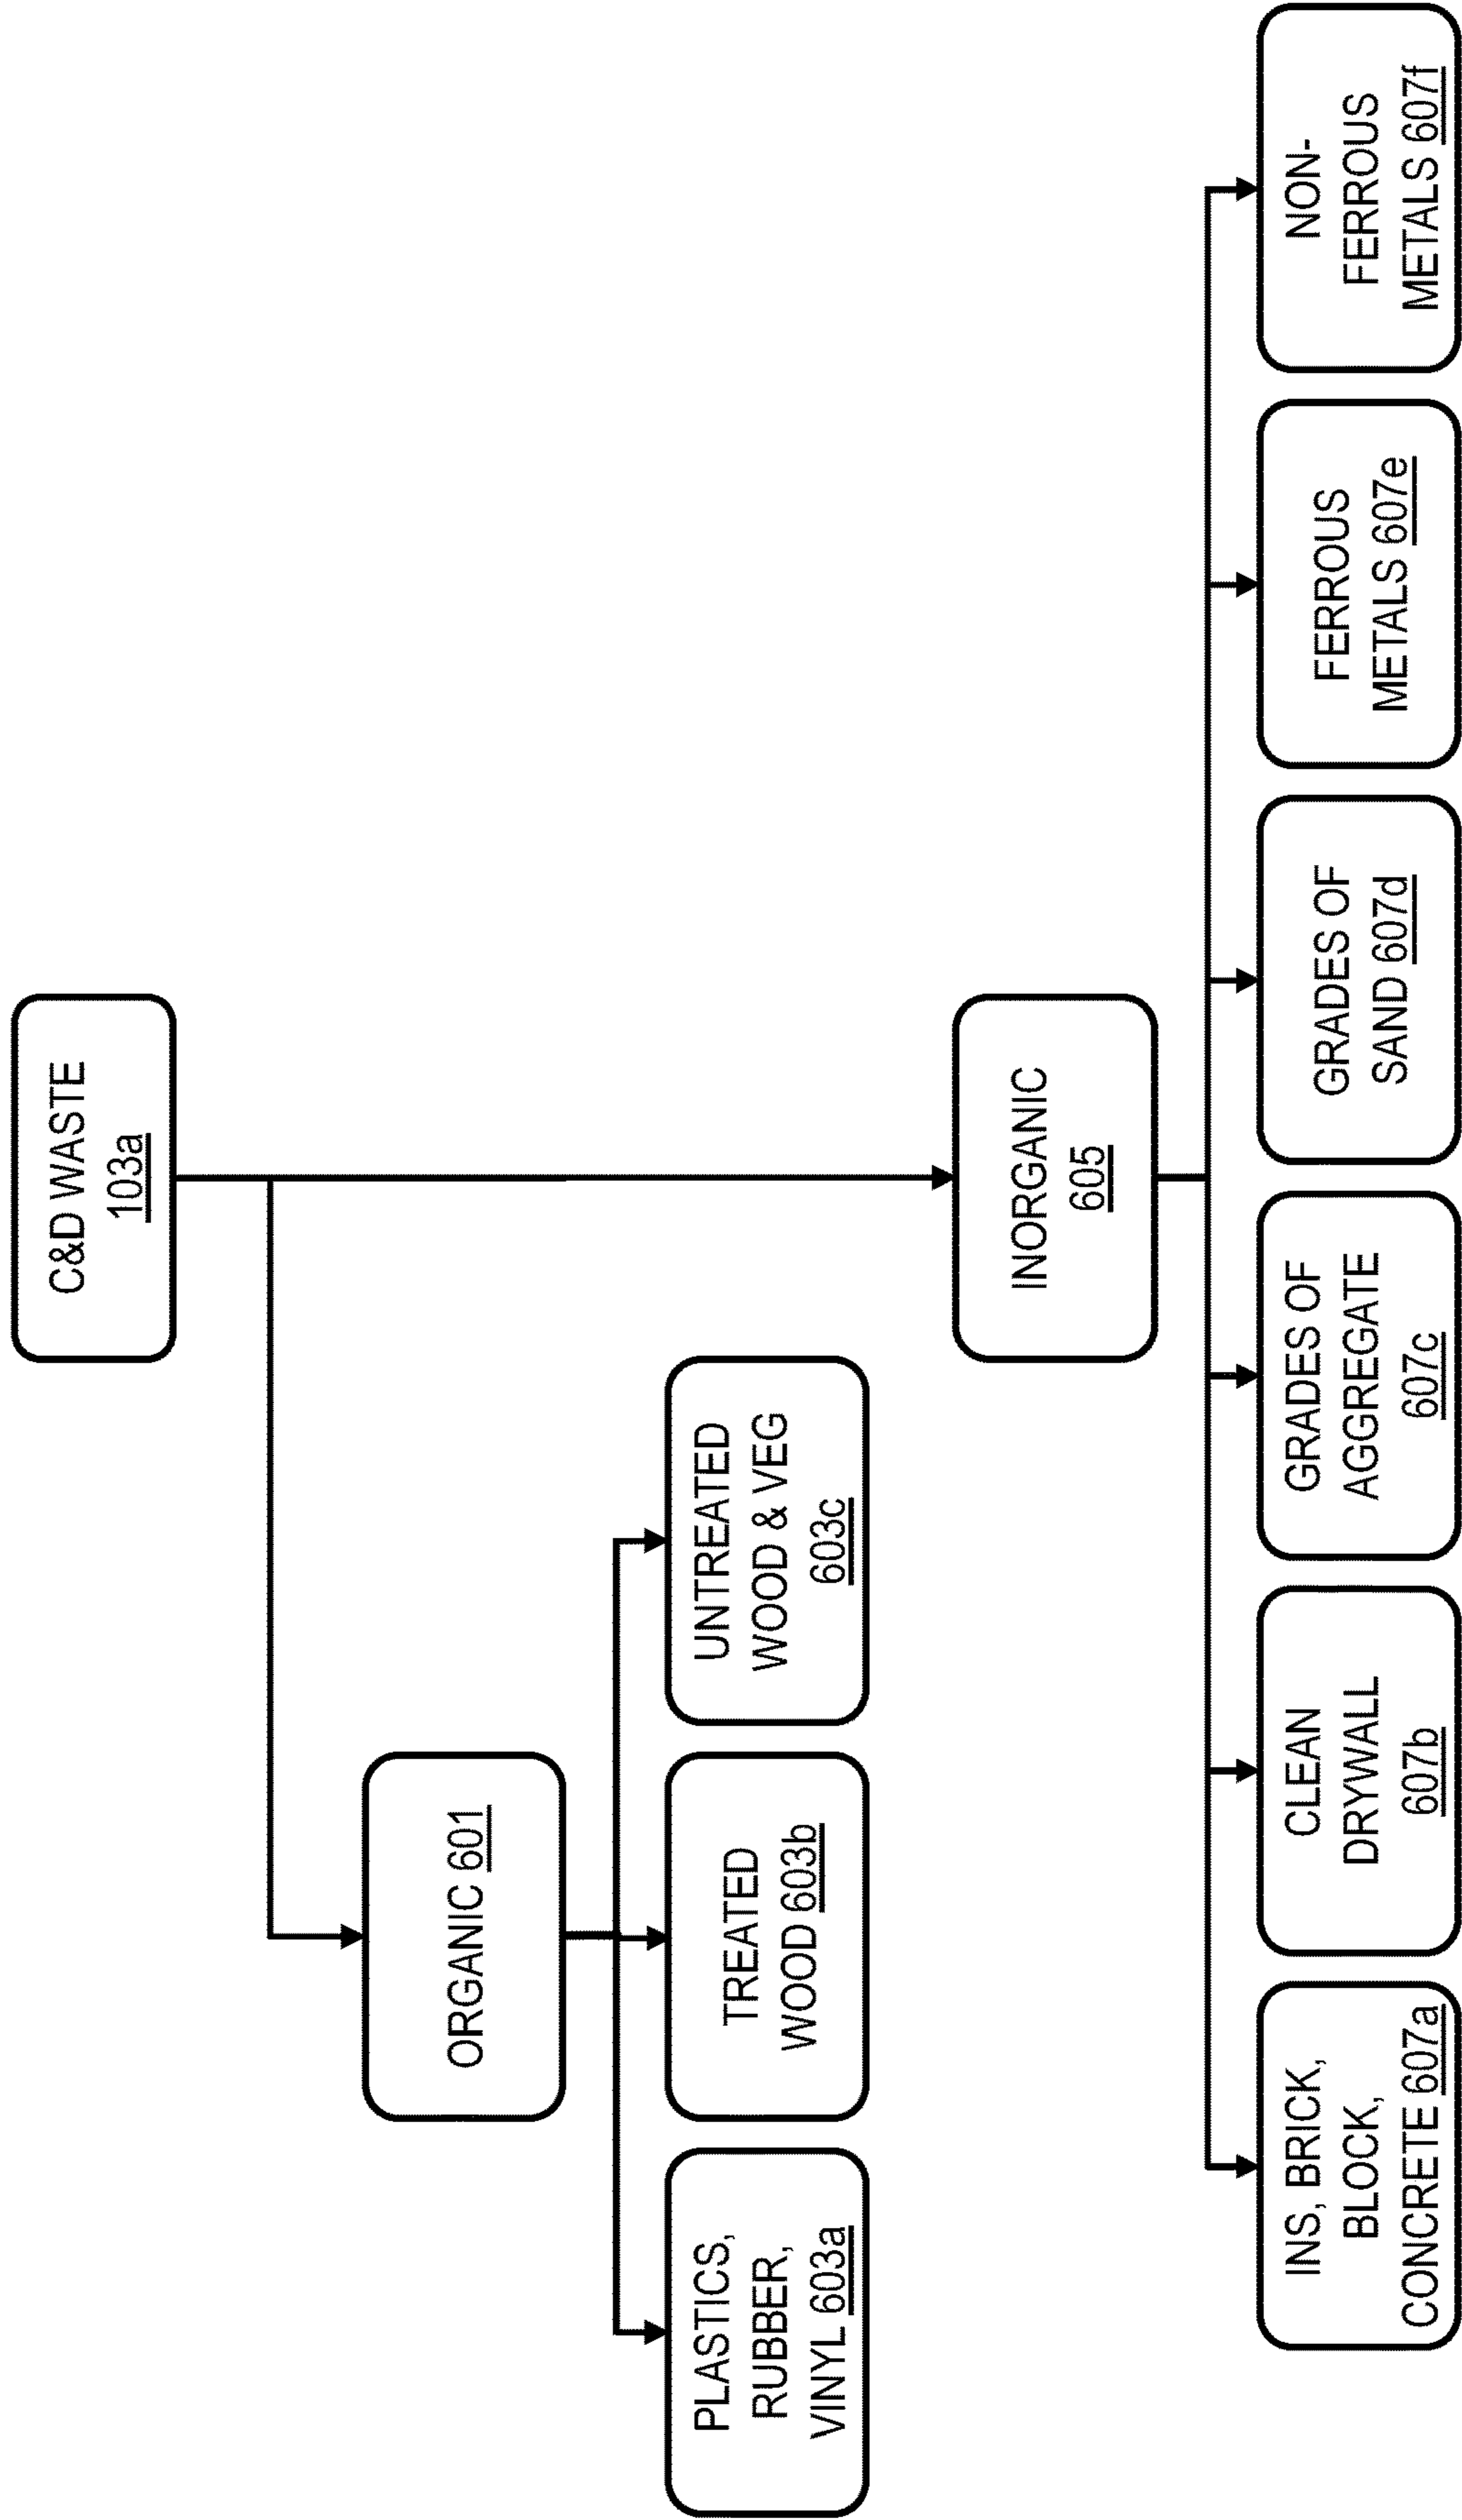 C&D WASTE
103a
ORGANIC 601
PLASTICS,
RUBBER,
VINYL 603a
TREATED
WOOD 603b
UNTREATED
WOOD & VEG
603c
INORGANIC
605
INS, BRICK,
BLOCK,
CONCRETE 607a
CLEAN
DRYWALL
607b
GRADES OF
AGGREGATE
607c
GRADES OF
SAND 607d
FERROUS
METALS 607e
NON-
FERROUS
METALS 607f